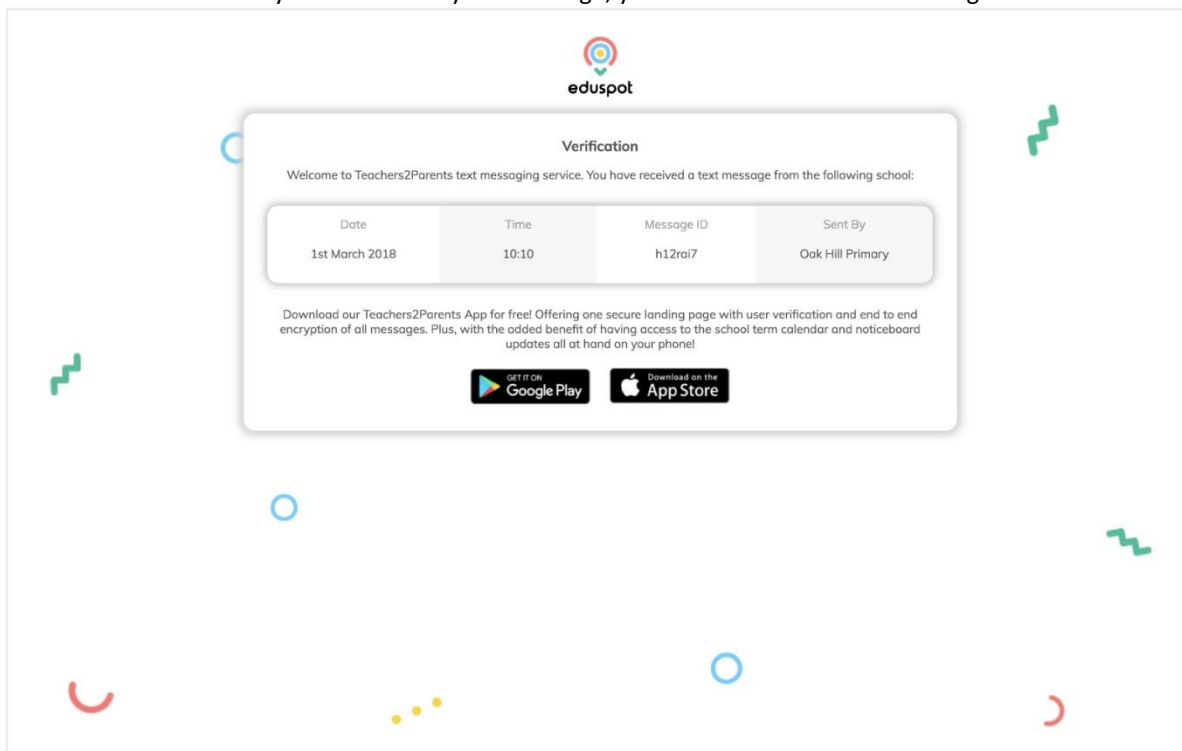 eduspot
Verification
Welcome to Teachers2Parents text messaging service. You have received a text message from the following school:
Date Time Message ID Sent By
1st March 2018 10:10 h12rai7 Oak Hill Primary
Download our Teachers2Parents App for free! Offering one secure landing page with user verification and end to end
encryption of all messages. Plus, with the added benefit of having access to the school term calendar and noticeboard
updates all at hand on your phone!
GET IT ON
Google Play
Download on the
App Store